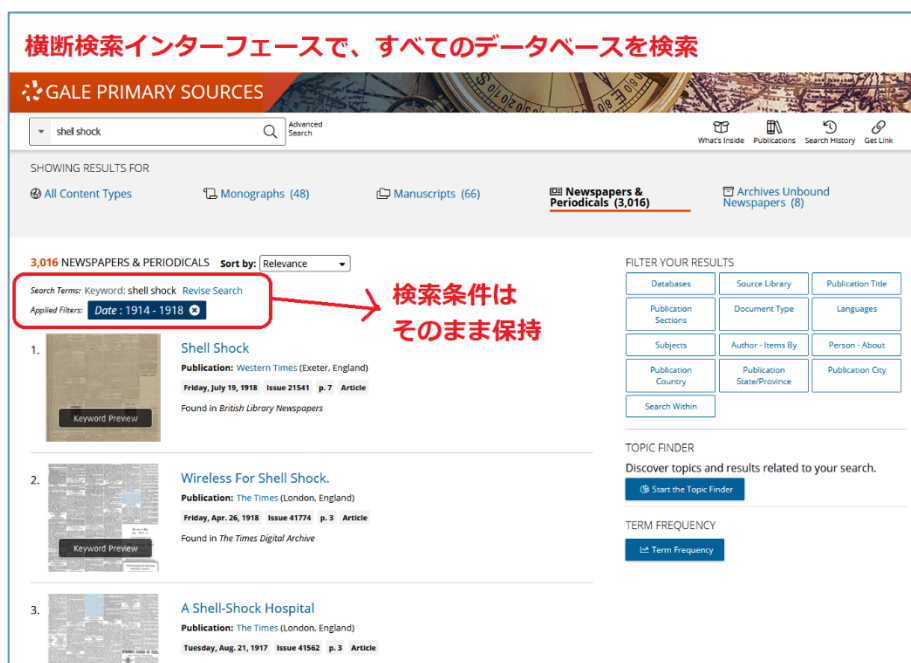 横断検索インターフェースで、すべてのデータベースを検索
GALE PRIMARY SOURCES
shell shock
Advanced
Search
What's Inside Publications Search History Get Link
SHOWING RESULTS FOR
All Content Types Monographs (48) Manuscripts (66) Newspapers & Periodicals (3,016) Archives Unbound Newspapers (8)
3,016 NEWSPAPERS & PERIODICALS Sort by: Relevance
Search Terms: Keyword: shell shock Revise Search
Applied Filters: Date : 1914 - 1918
検索条件は
そのまま保持
1.
Shell Shock
Publication: Western Times (Exeter, England)
Friday, July 19, 1918 Issue 21541 p. 7 Article
Found in British Library Newspapers
Keyword Preview
2.
Wireless For Shell Shock.
Publication: The Times (London, England)
Friday, Apr. 26, 1918 Issue 41774 p. 3 Article
Found in The Times Digital Archive
Keyword Preview
3.
A Shell-Shock Hospital
Publication: The Times (London, England)
Tuesday, Aug. 21, 1917 Issue 41562 p. 3 Article
FILTER YOUR RESULTS
Databases Source Library Publication Title
Publication Sections Document Type Languages
Subjects Author - Items By Person - About
Publication Country Publication State/Province Publication City
Search Within
TOPIC FINDER
Discover topics and results related to your search.
Start the Topic Finder
TERM FREQUENCY
Term Frequency